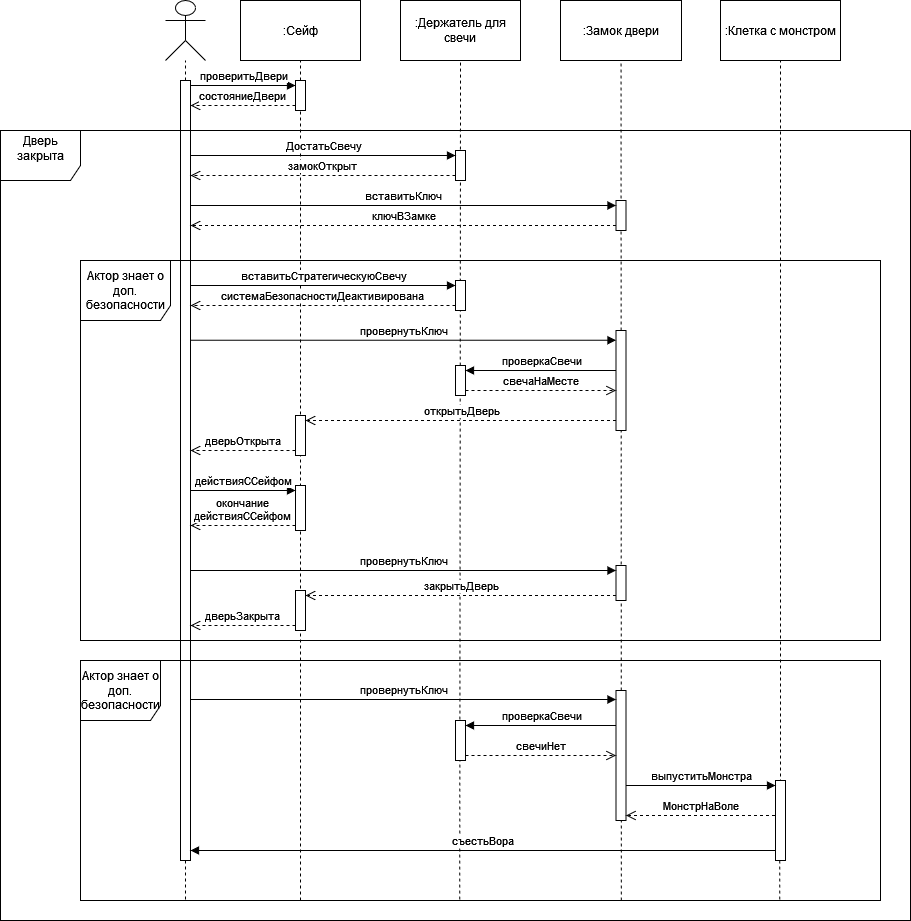 :Сейф
:Держатель для
свечи
:Замок двери
:Клетка с монстром
проверитьДвери
состояниеДвери
Дверь
закрыта
ДостатьСвечу
замокОткрыт
вставитьКлюч
ключВЗамке
Актор знает о
доп.
безопасности
вставитьСтратегическуюСвечу
системаБезопасностиДеактивирована
провернутьКлюч
проверкаСвечи
свечаНаМесте
открытьДверь
дверьОткрыта
действияССейфом
окончание
действияССейфом
провернутьКлюч
закрытьДверь
дверьЗакрыта
Актор знает о
доп.
безопасности
провернутьКлюч
проверкаСвечи
свечиНет
выпуститьМонстра
МонстрНаВоле
съестьВора